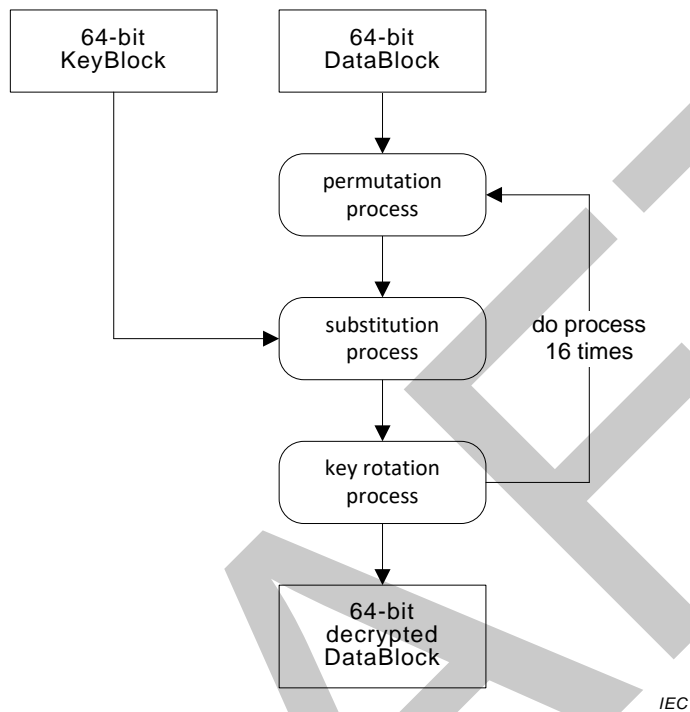 64-bit
KeyBlock
64-bit
DataBlock
permutation
process
substitution
process
do process
16 times
key rotation
process
64-bit
decrypted
DataBlock
IEC